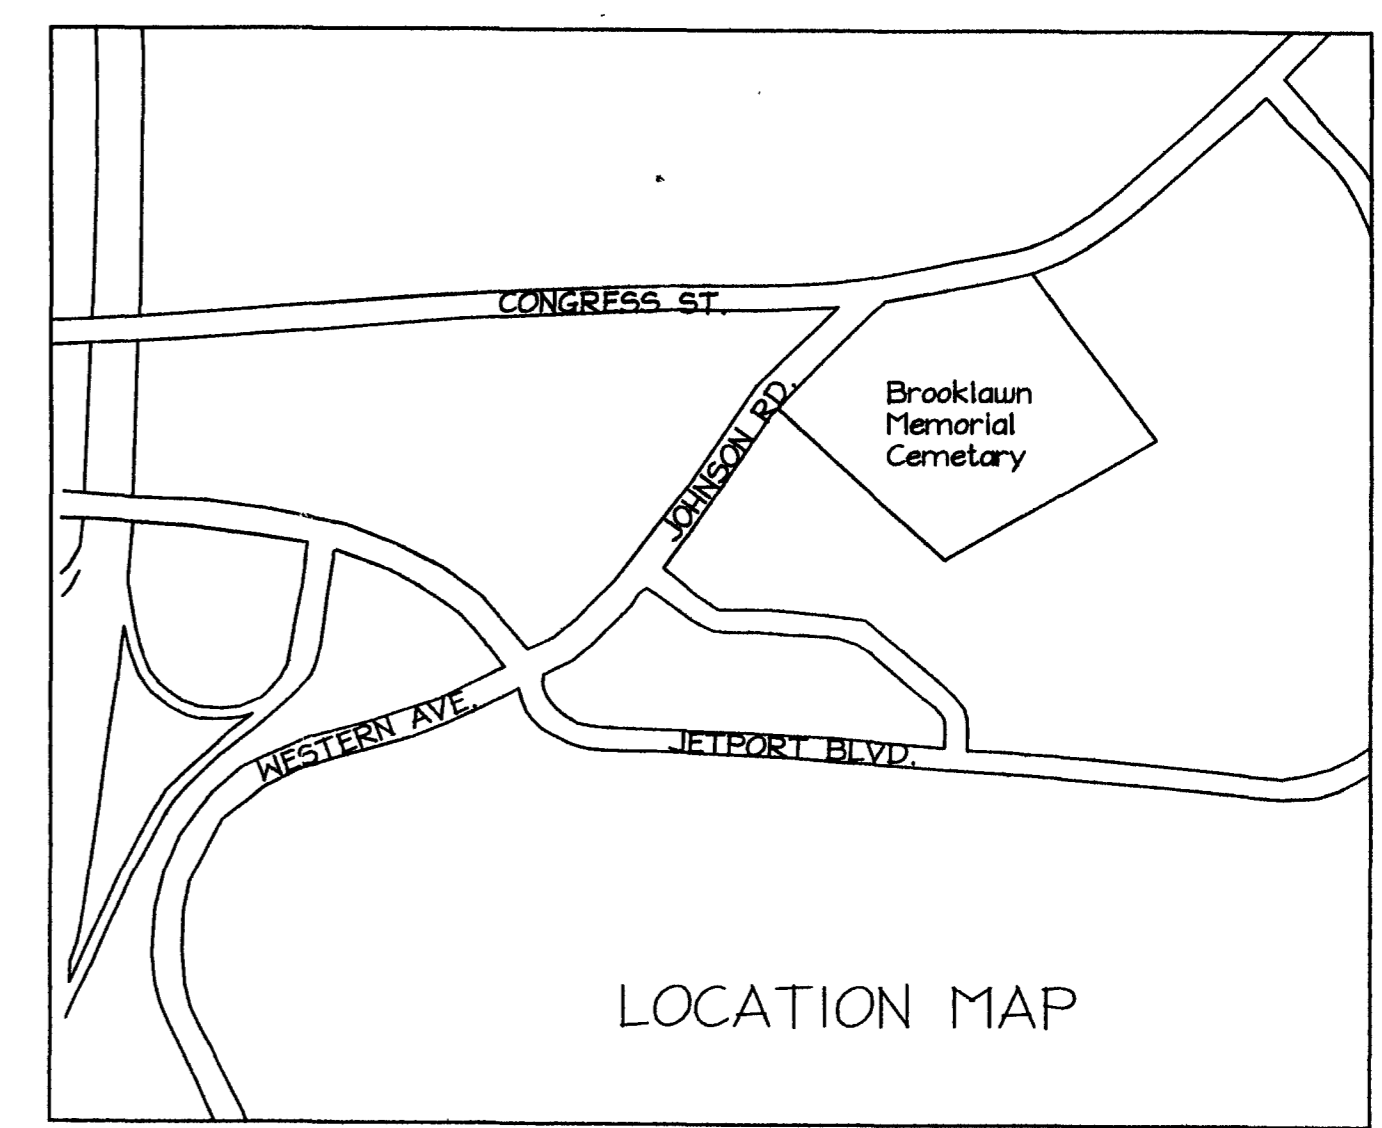 CONGRESS ST.
JOHNSON RD.
Brooklawn
Memorial
Cemetary
WESTERN AVE.
JETPORT BLVD.
LOCATION MAP